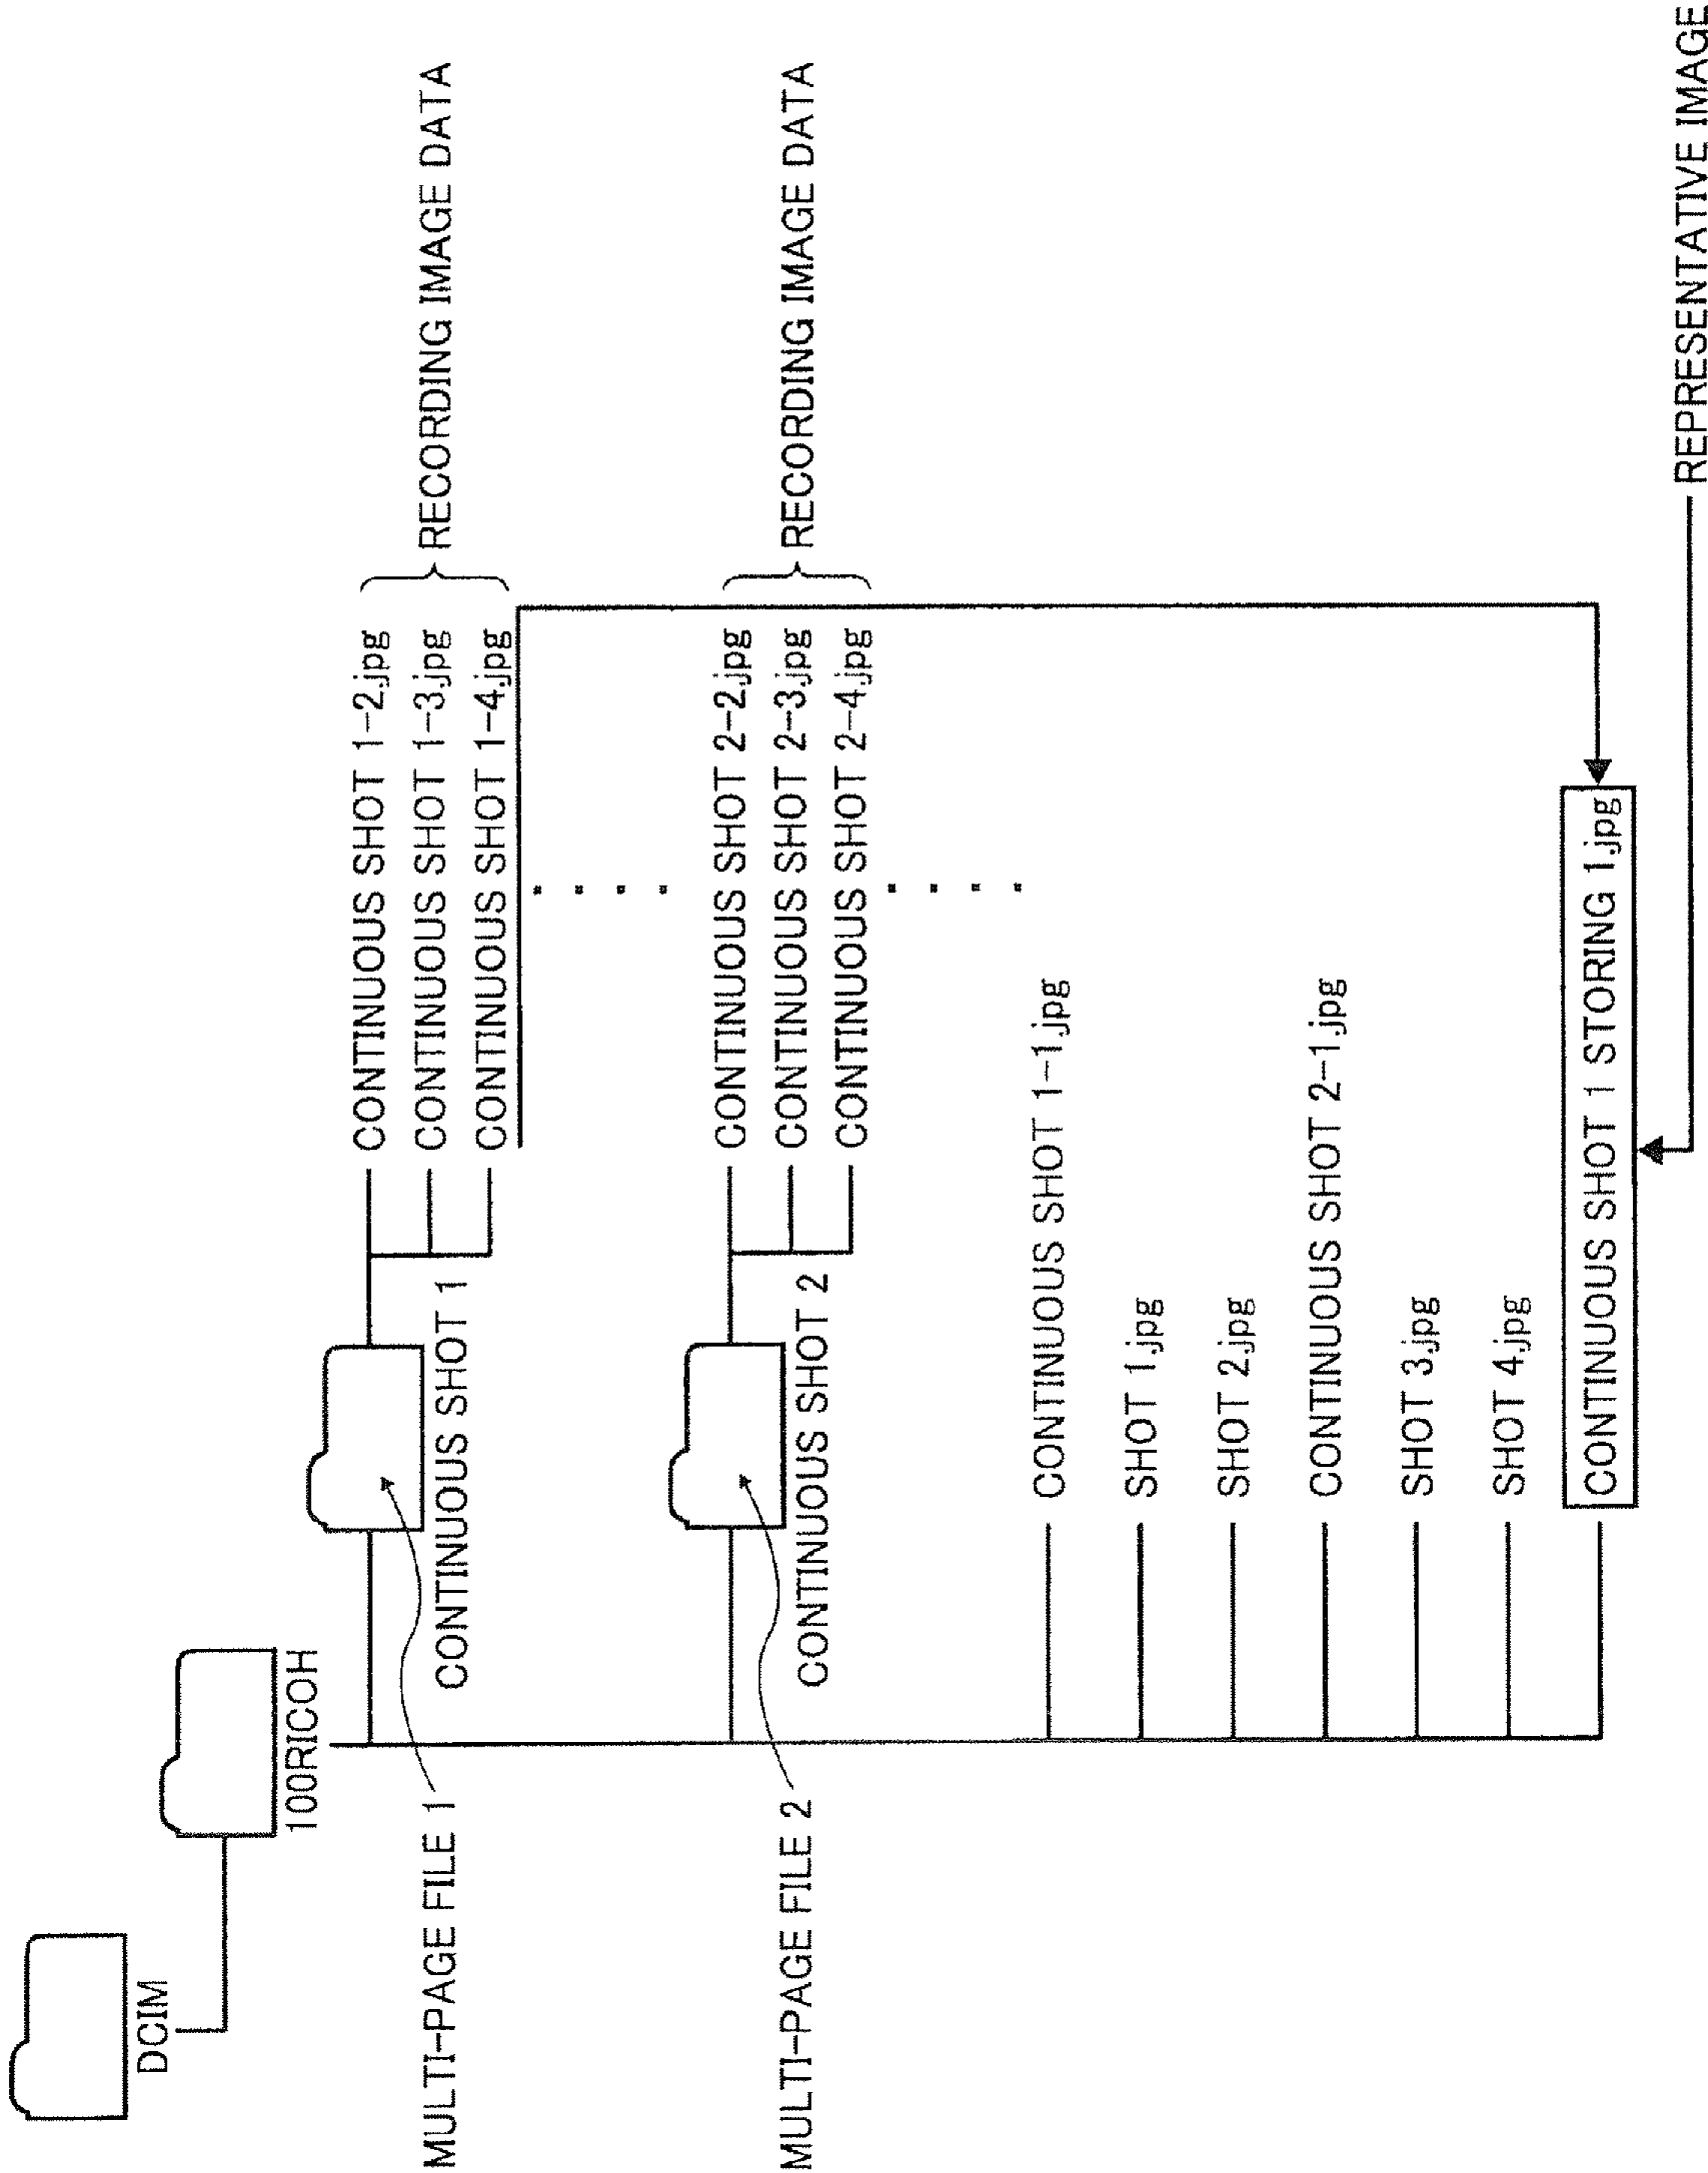 DCIM
100RICOH
MULTI-PAGE FILE 1
CONTINUOUS SHOT 1
CONTINUOUS SHOT 1-2.jpg
CONTINUOUS SHOT 1-3.jpg
CONTINUOUS SHOT 1-4.jpg
RECORDING IMAGE DATA
MULTI-PAGE FILE 2
CONTINUOUS SHOT 2
CONTINUOUS SHOT 2-2.jpg
CONTINUOUS SHOT 2-3.jpg
CONTINUOUS SHOT 2-4.jpg
RECORDING IMAGE DATA
CONTINUOUS SHOT 1-1.jpg
SHOT 1.jpg
SHOT 2.jpg
CONTINUOUS SHOT 2-1.jpg
SHOT 3.jpg
SHOT 4.jpg
CONTINUOUS SHOT 1 STORING 1.jpg
REPRESENTATIVE IMAGE